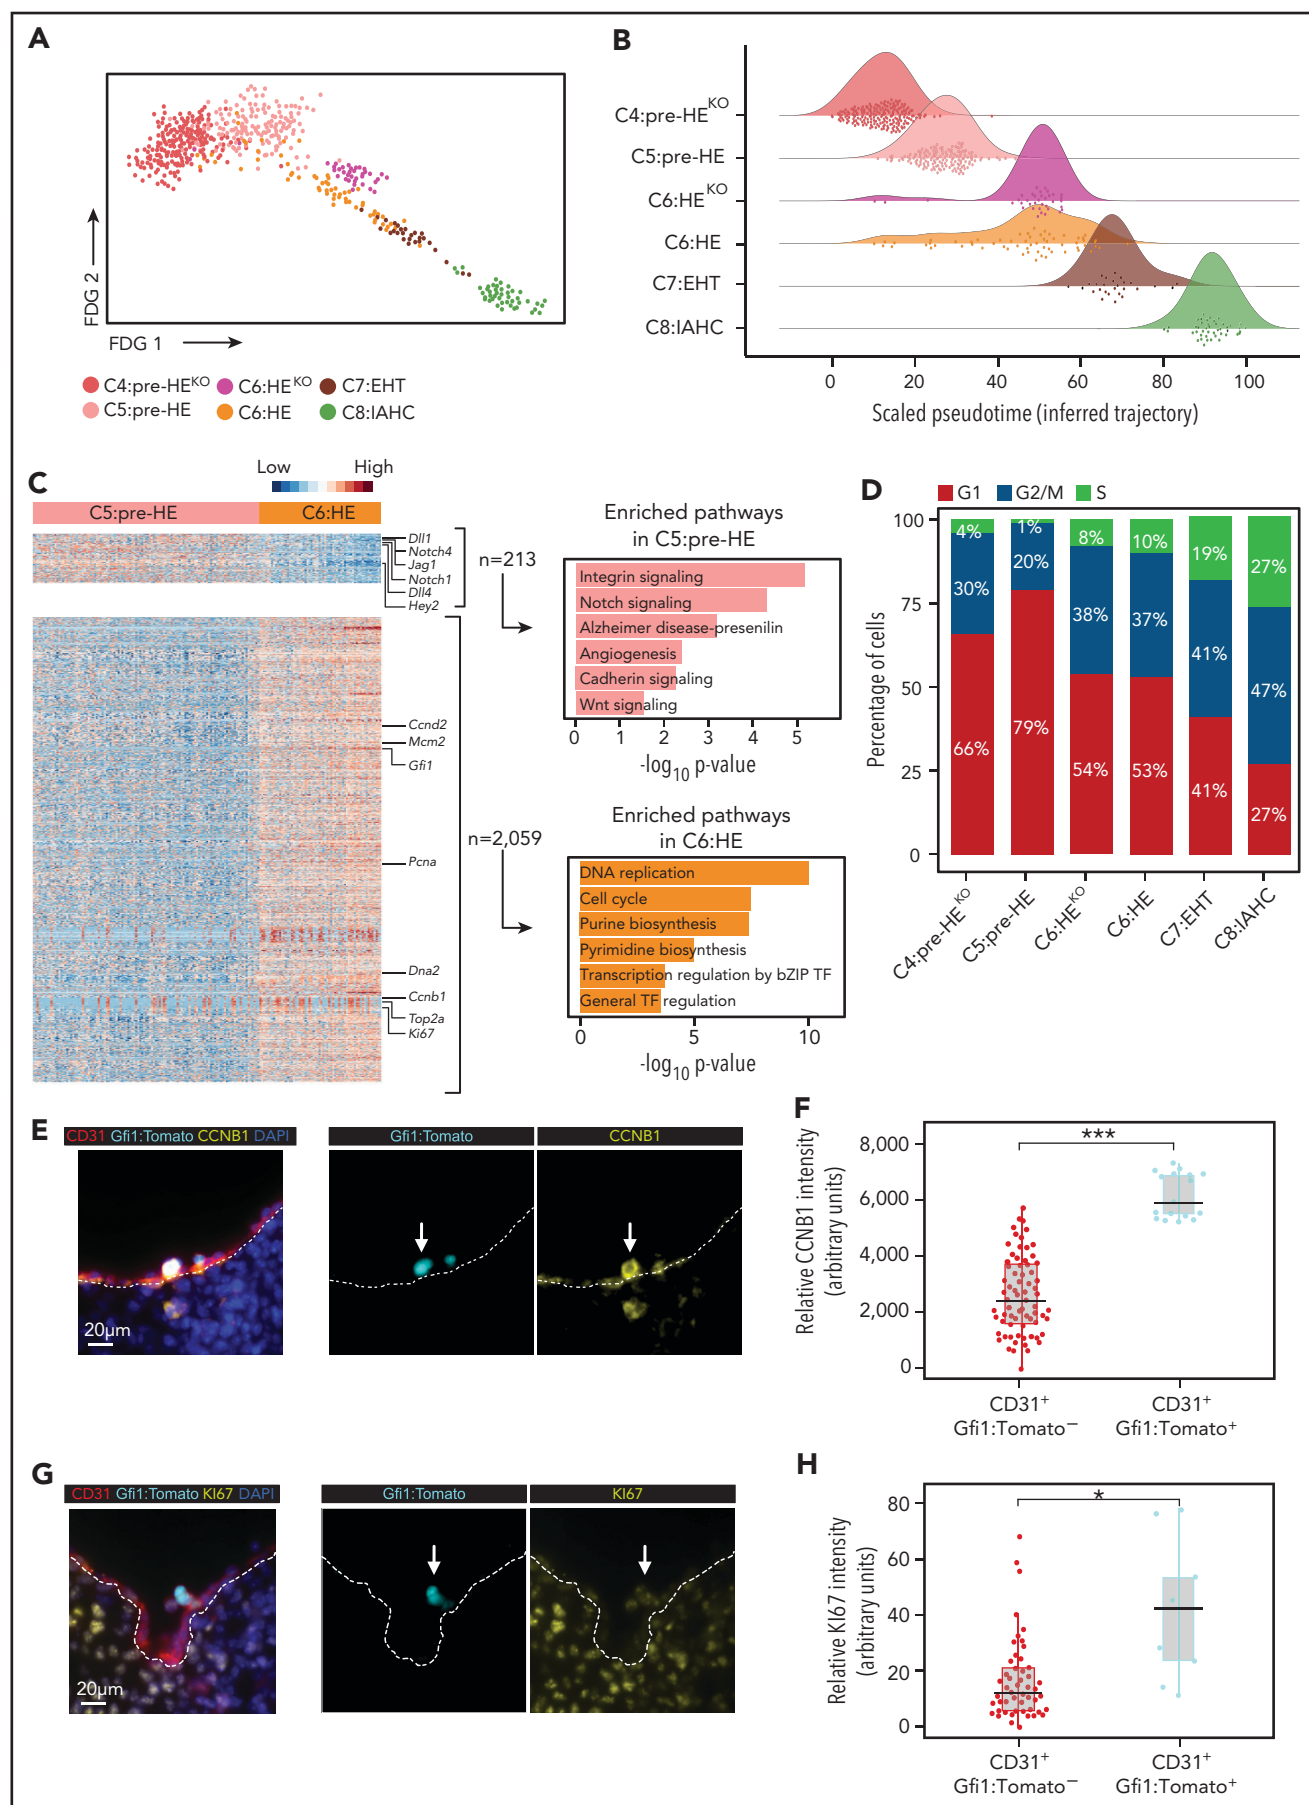 A
FDG 2
FDG 1
C4:pre-HE^KO
C6:HE^KO
C7:EHT
C5:pre-HE
C6:HE
C8:IAHC
B
C4:pre-HE^KO
C5:pre-HE
C6:HE^KO
C6:HE
C7:EHT
C8:IAHC
0 20 40 60 80 100
Scaled pseudotime (inferred trajectory)
C
Low High
C5:pre-HE C6:HE
Dll1
Notch4
Jag1
Notch1
Dll4
Hey2
n=213
Ccnd2
Mcm2
Gfi1
Pcna
Dna2
Ccnb1
Top2a
Ki67
n=2,059
Enriched pathways
in C5:pre-HE
Integrin signaling
Notch signaling
Alzheimer disease-presenilin
Angiogenesis
Cadherin signaling
Wnt signaling
0 1 2 3 4 5
-log10 p-value
Enriched pathways
in C6:HE
DNA replication
Cell cycle
Purine biosynthesis
Pyrimidine biosynthesis
Transcription regulation by bZIP TF
General TF regulation
0 5 10
-log10 p-value
D
G1 G2/M S
Percentage of cells
100
75
50
25
0
4%
30%
66%
1%
20%
79%
8%
38%
54%
10%
37%
53%
19%
41%
41%
27%
47%
27%
C4:pre-HE^KO
C5:pre-HE
C6:HE^KO
C6:HE
C7:EHT
C8:IAHC
E
CD31 Gfi1:Tomato CCNB1 DAPI
Gfi1:Tomato
CCNB1
20µm
F
Relative CCNB1 intensity
(arbitrary units)
8,000
6,000
4,000
2,000
0
***
CD31+
Gfi1:Tomato−
CD31+
Gfi1:Tomato+
G
CD31 Gfi1:Tomato KI67 DAPI
Gfi1:Tomato
KI67
20µm
H
Relative KI67 intensity
(arbitrary units)
80
60
40
20
0
*
CD31+
Gfi1:Tomato−
CD31+
Gfi1:Tomato+